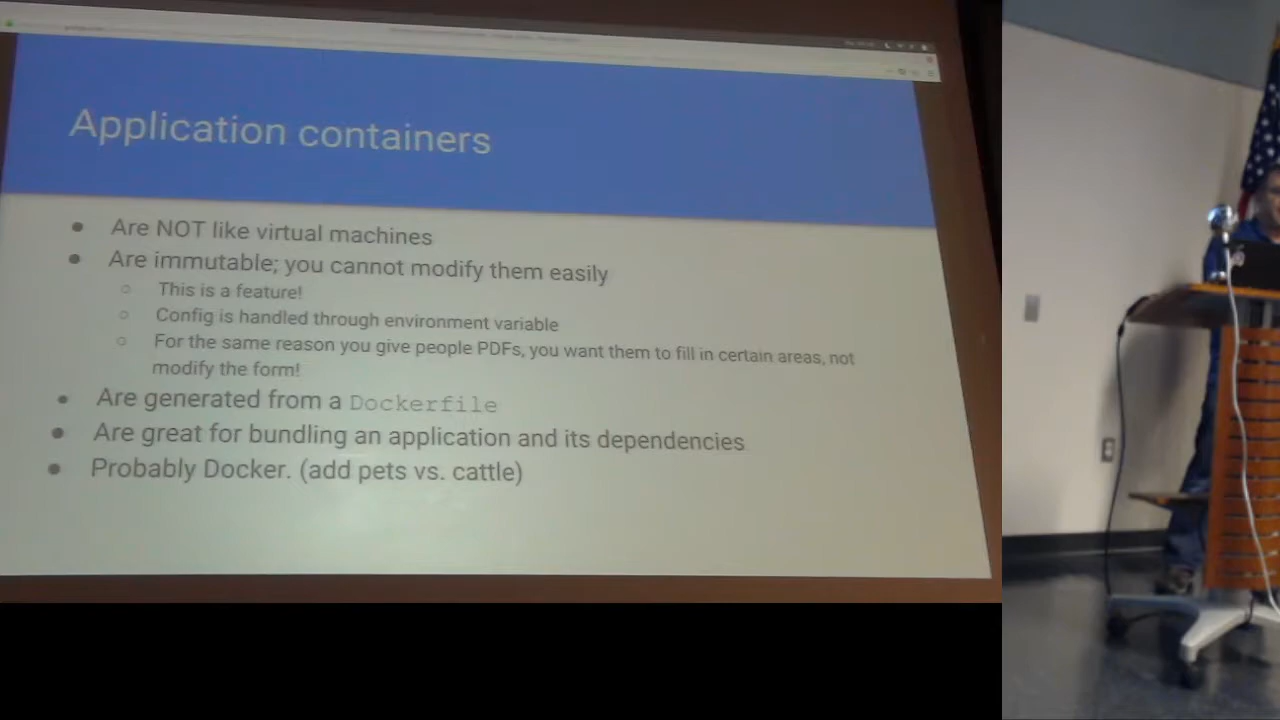 Application containers
Are NOT like virtual machines
Are immutable; you cannot modify them easily
This is a feature!
Config is handled through environment variable
For the same reason you give people PDFs, you want them to fill in certain areas, not
modify the form!
Are generated from a Dockerfile
Are great for bundling an application and its dependencies
Probably Docker. (add pets vs. cattle)